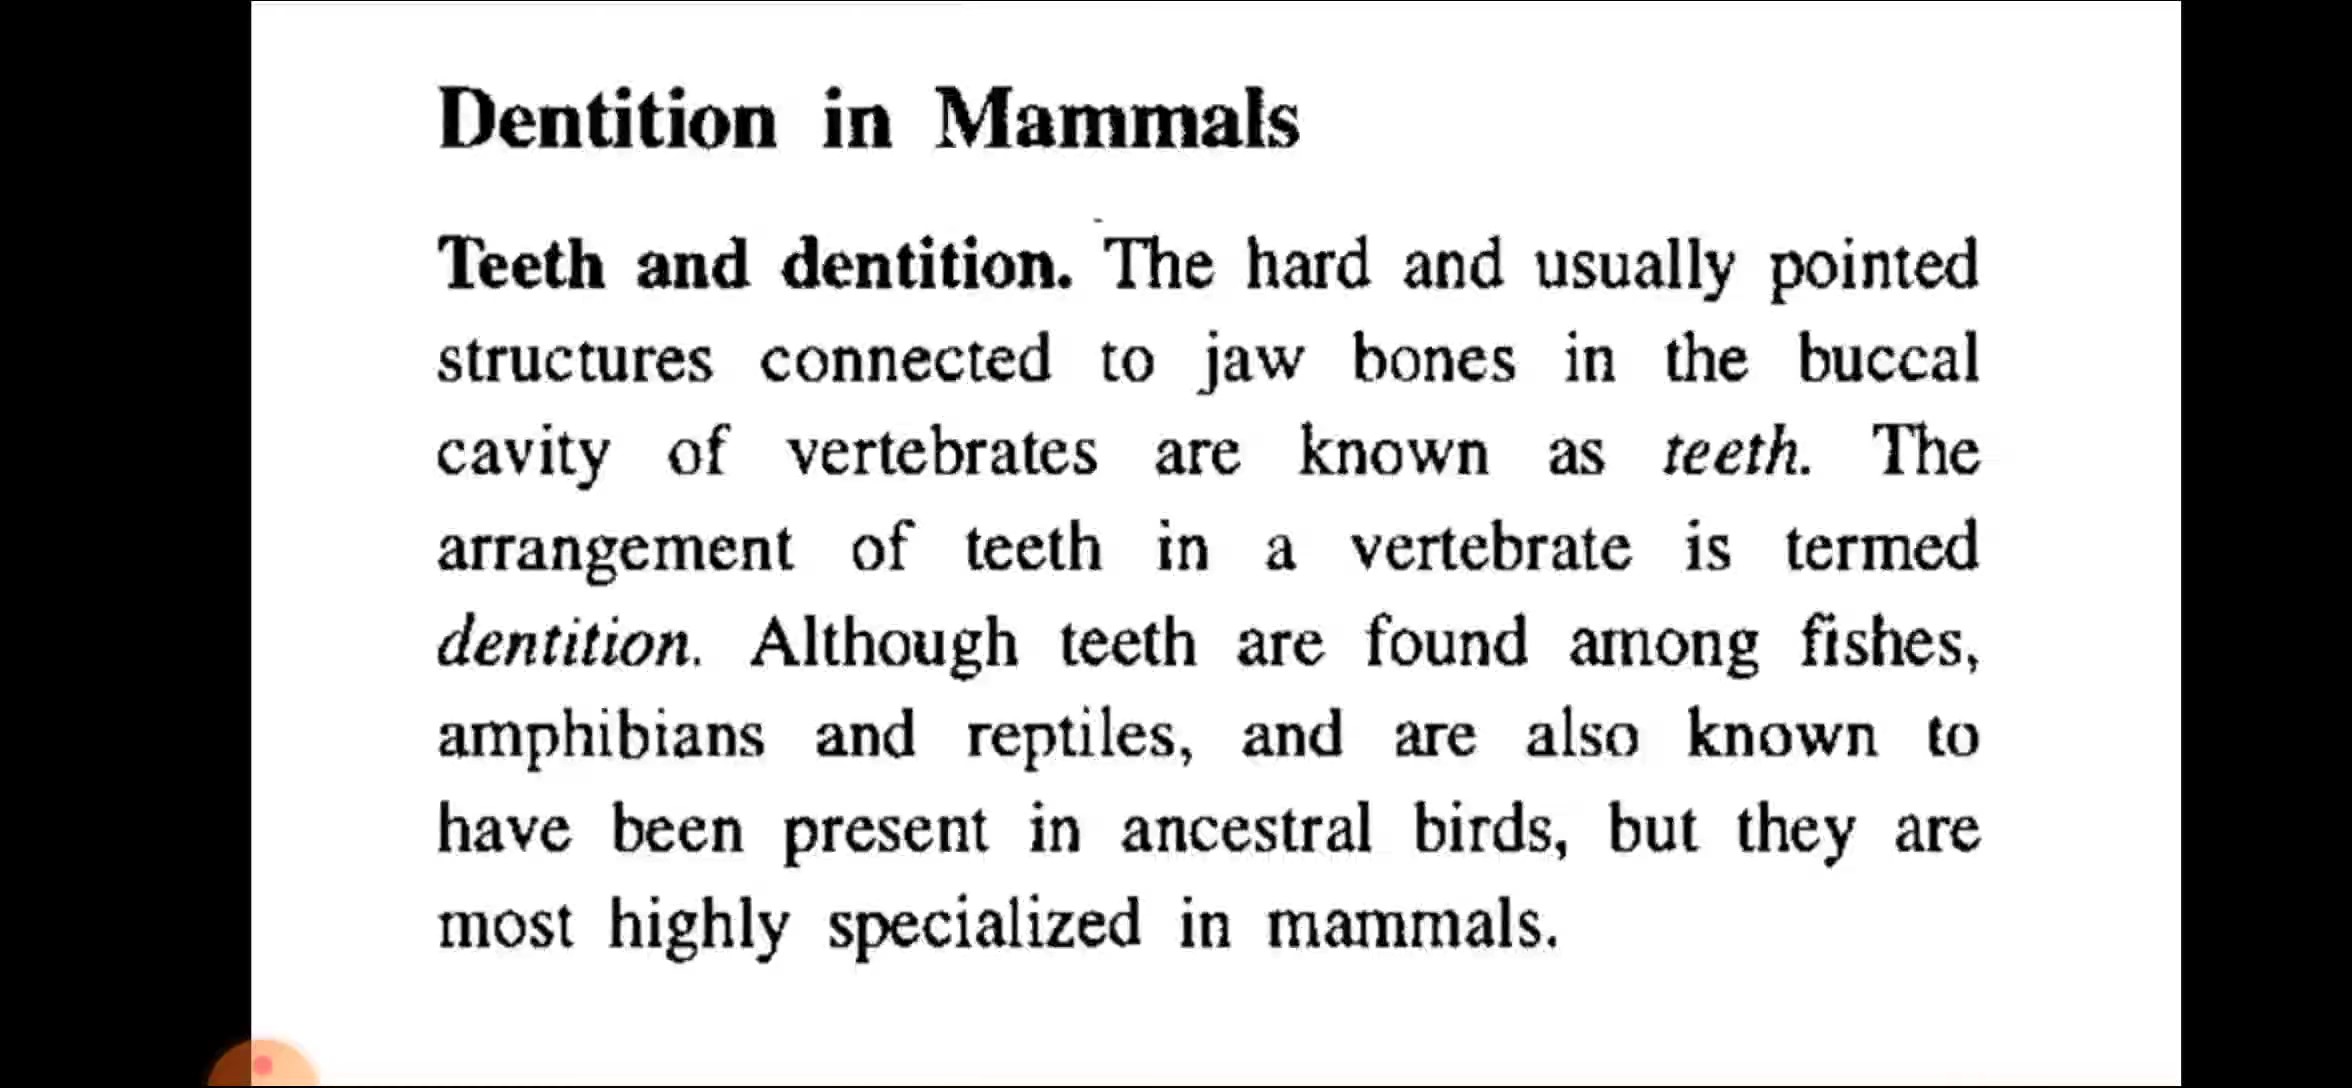 Dentition in Mammals
Teeth and dentition. The hard and usually pointed
structures connected to jaw bones in the buccal
cavity of vertebrates are known as teeth. The
arrangement of teeth in a vertebrate is termed
dentition. Although teeth are found among fishes,
amphibians and reptiles, and are also known to
have been present in ancestral birds, but they are
most highly specialized in mammals.